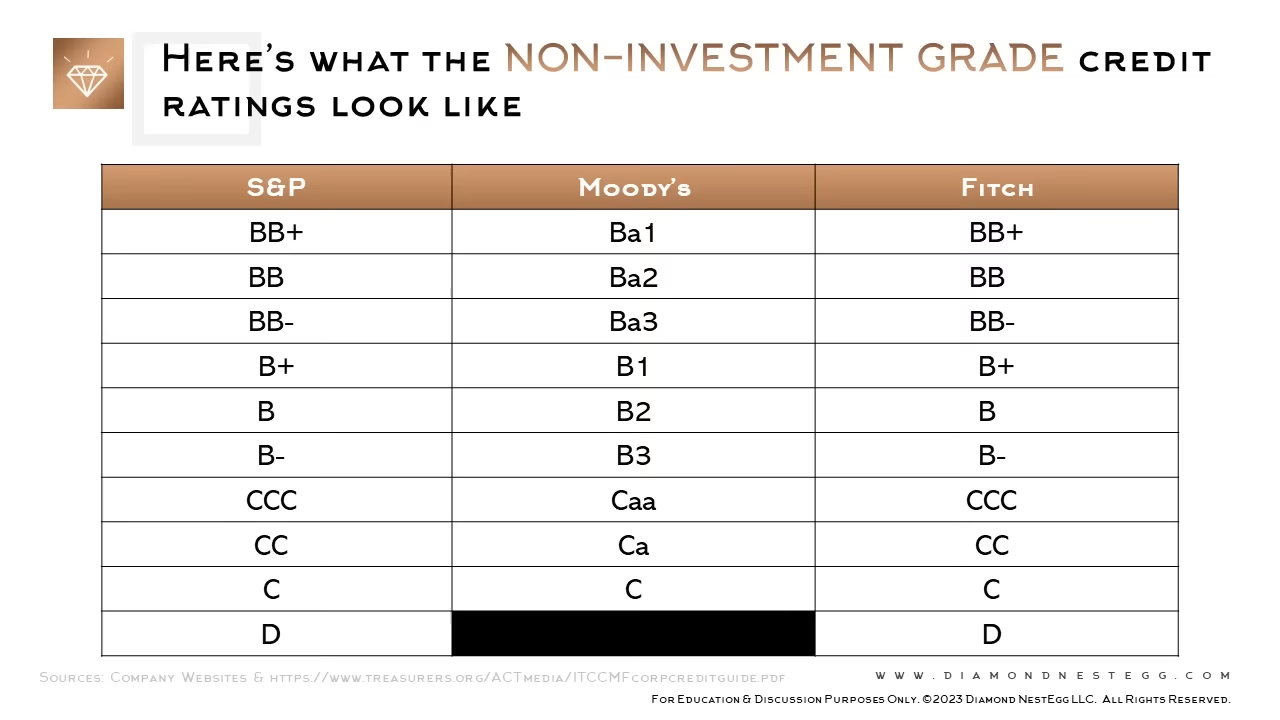 Here's what the NON-INVESTMENT GRADE credit
ratings look like
S&P Moody's Fitch
BB+ Ba1 BB+
BB Ba2 BB
BB- Ba3 BB-
B+ B1 B+
B B2 B
B- B3 B-
CCC Caa CCC
CC Ca CC
C C C
D D
Sources: Company Websites & https://www.treasurers.org/ACTmedia/ITCCMFcorpcreditguide.pdf
www.diamondnestegg.com
For Education & Discussion Purposes Only. ©2023 Diamond NestEgg LLC. All Rights Reserved.